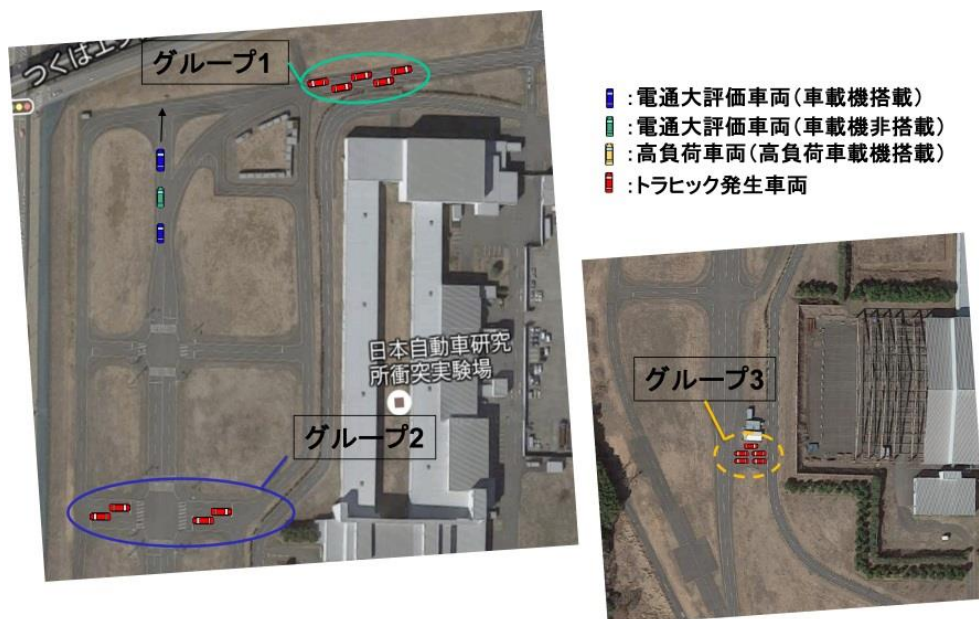 つくばエク
グループ1
日本自動車研究
所衝突実験場
グループ2
:電通大評価車両(車載機搭載)
:電通大評価車両(車載機非搭載)
:高負荷車両(高負荷車載機搭載)
:トラヒック発生車両
グループ3